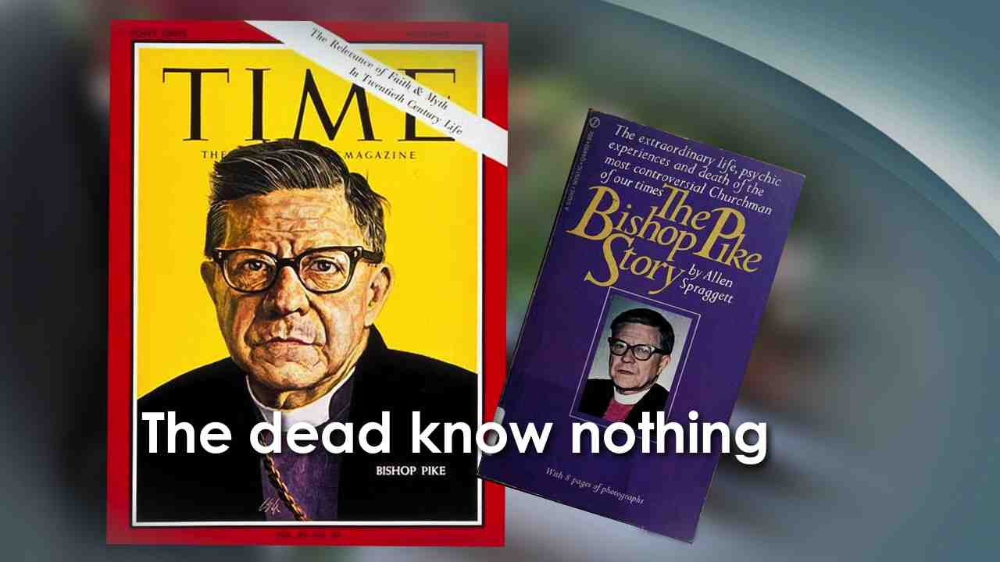 The Relevance of Faith & Myth
In Twentieth Century Life
TIME
THE MAGAZINE
BISHOP PIKE
The extraordinary life, psychic
experiences and death of the
most controversial Churchman
of our times
The
Bishop Pike
Story
by Allen
Spraggett
With 8 pages of photographs
The dead know nothing